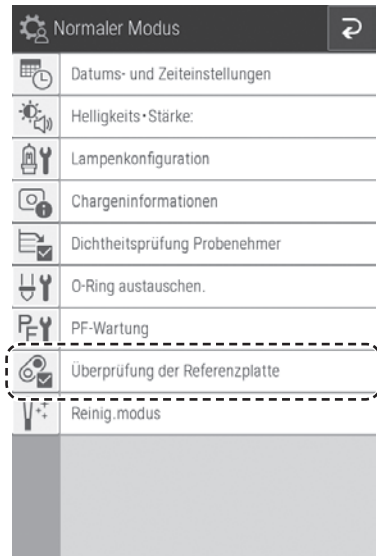 Normaler Modus
Datums- und Zeiteinstellungen
Helligkeits・Stärke:
Lampenkonfiguration
Chargeninformationen
Dichtheitsprüfung Probenehmer
O-Ring austauschen.
PF PF-Wartung
Überprüfung der Referenzplatte
Reinig.modus